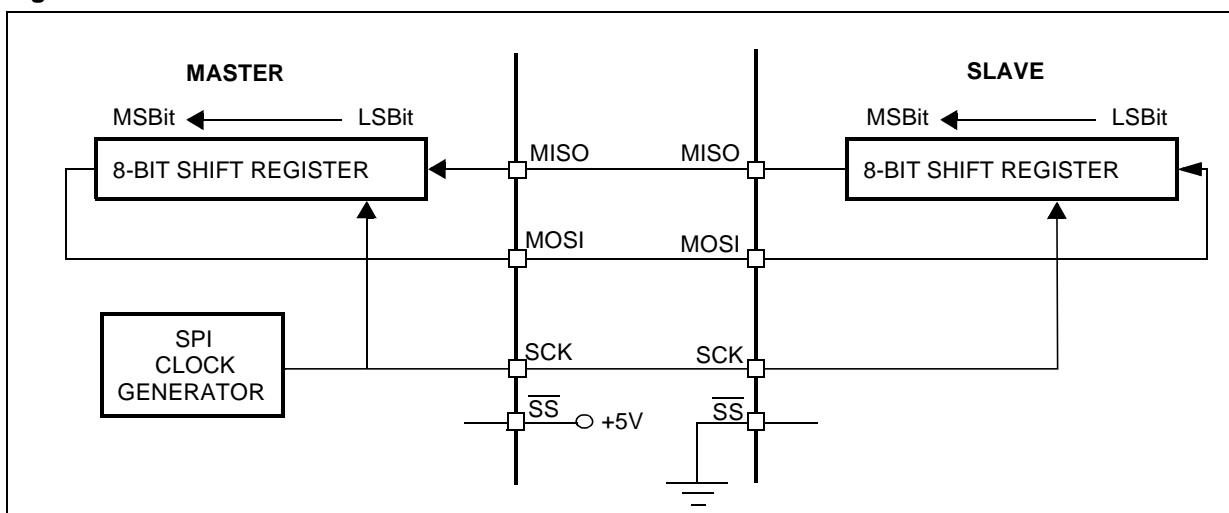 MASTER
SLAVE
MSBit
LSBit
MSBit
LSBit
8-BIT SHIFT REGISTER
MISO
MISO
8-BIT SHIFT REGISTER
MOSI
MOSI
SPI
CLOCK
GENERATOR
SCK
SCK
SS
+5V
SS